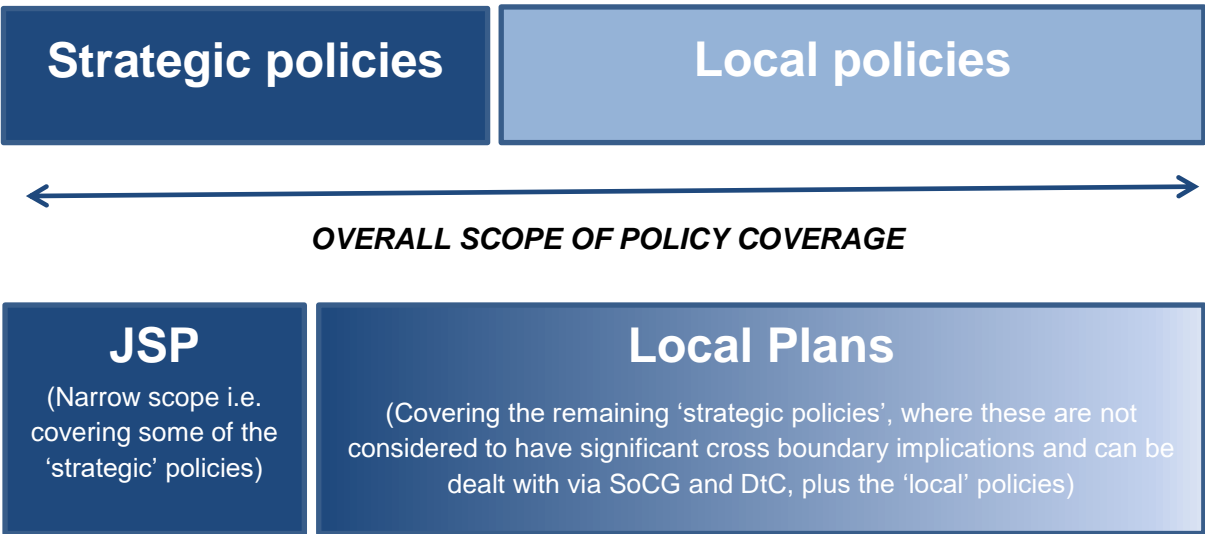 Strategic policies
Local policies
OVERALL SCOPE OF POLICY COVERAGE
JSP
(Narrow scope i.e.
covering some of the
‘strategic’ policies)
Local Plans
(Covering the remaining ‘strategic policies’, where these are not
considered to have significant cross boundary implications and can be
dealt with via SoCG and DtC, plus the ‘local’ policies)